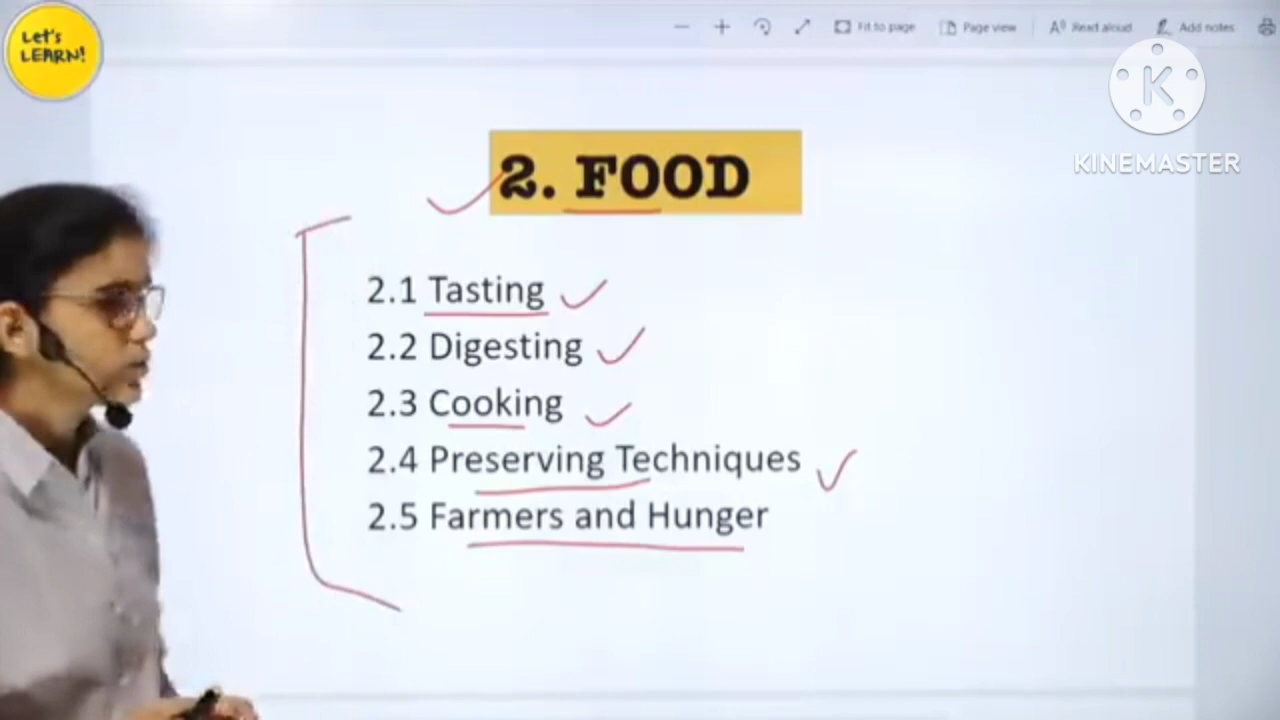 Let's
LEARN!
Fit to page
Page view
Read aloud
Add notes
K
KINEMASTER
2. FOOD
2.1 Tasting
2.2 Digesting
2.3 Cooking
2.4 Preserving Techniques
2.5 Farmers and Hunger